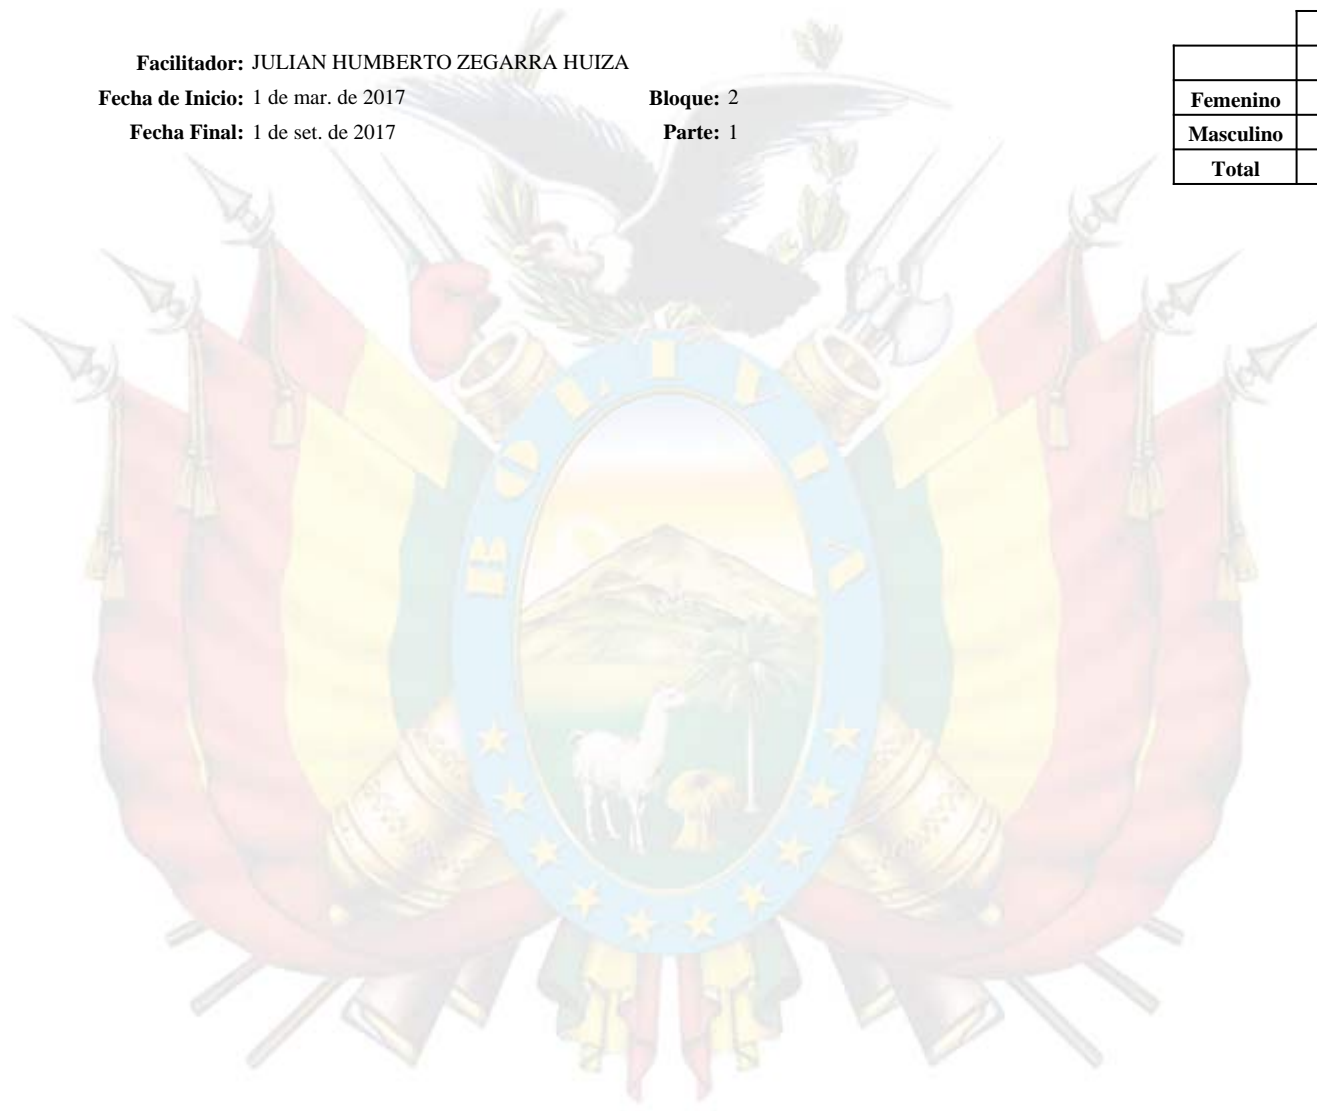 Facilitador: JULIAN HUMBERTO ZEGARRA HUIZA
Fecha de Inicio: 1 de mar. de 2017 Bloque: 2
Fecha Final: 1 de set. de 2017 Parte: 1
Femenino
Masculino
Total
BOLIVIA